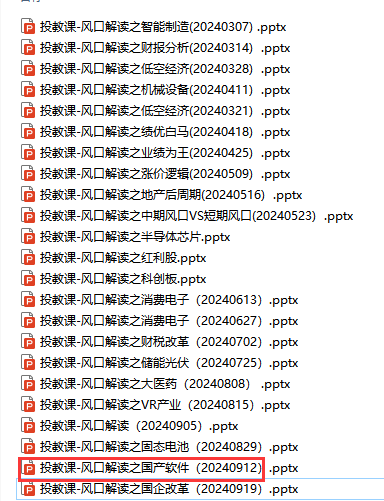 投教课-风口解读之智能制造(20240307) .pptx
投教课-风口解读之财报分析(20240314) .pptx
投教课-风口解读之低空经济(20240328) .pptx
投教课-风口解读之机械设备(20240411) .pptx
投教课-风口解读之低空经济(20240321) .pptx
投教课-风口解读之绩优白马(20240418) .pptx
投教课-风口解读之业绩为王(20240425) .pptx
投教课-风口解读之涨价逻辑(20240509) .pptx
投教课-风口解读之地产后周期(20240516) .pptx
投教课-风口解读之中期风口VS短期风口(20240523) .pptx
投教课-风口解读之半导体芯片.pptx
投教课-风口解读之红利股.pptx
投教课-风口解读之科创板.pptx
投教课-风口解读之消费电子（20240613）.pptx
投教课-风口解读之消费电子（20240627）.pptx
投教课-风口解读之财税改革（20240702）.pptx
投教课-风口解读之储能光伏（20240725）.pptx
投教课-风口解读之大医药（20240808） .pptx
投教课-风口解读之VR产业（20240815）.pptx
投教课-风口解读（20240905）.pptx
投教课-风口解读之固态电池（20240829）.pptx
投教课-风口解读之国产软件（20240912）.pptx
投教课-风口解读之国企改革（20240919）.pptx